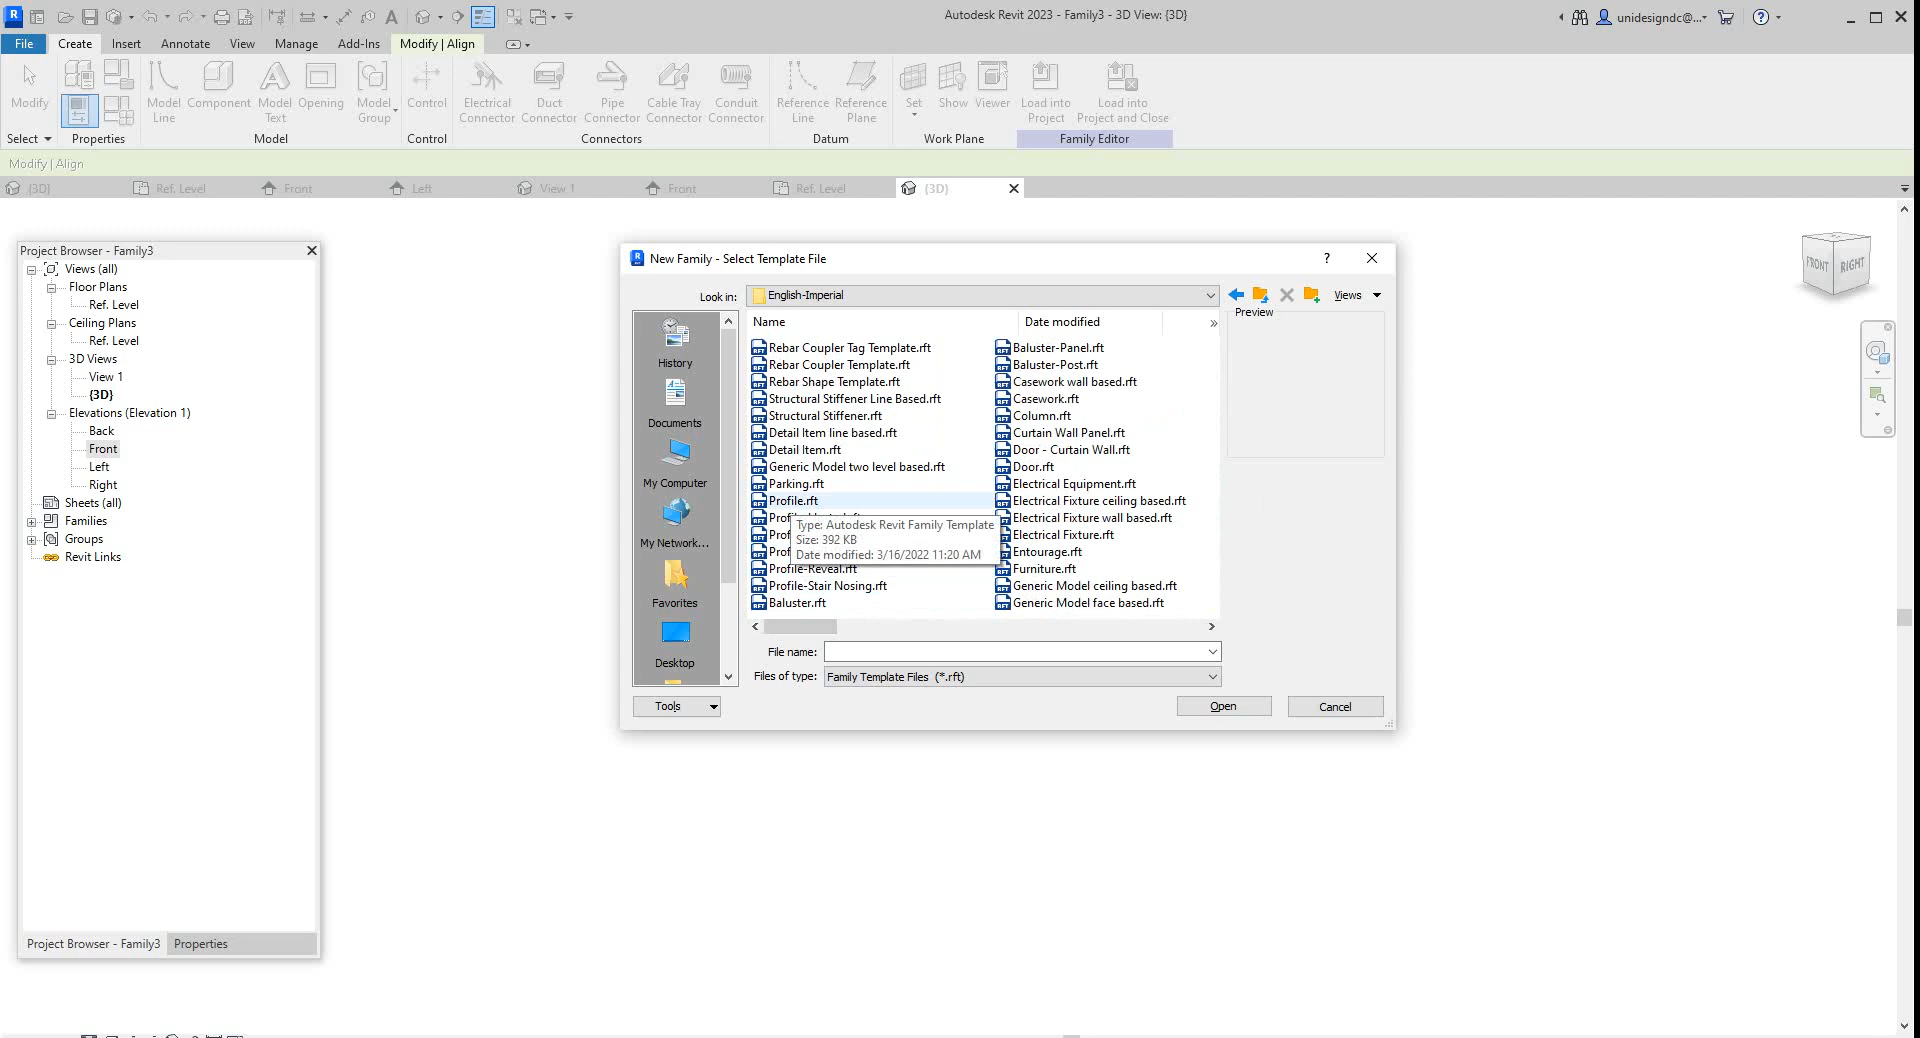 Autodesk Revit 2023 - Family3 - 3D View: {3D}
unidesigndc@...
File Create Insert Annotate View Manage Add-Ins Modify | Align
Modify
Model Line
Component
Model Text
Opening
Model Group
Control
Electrical Connector
Duct Connector
Pipe Connector
Cable Tray Connector
Conduit Connector
Reference Line
Reference Plane
Set
Show
Viewer
Load into Project
Load into Project and Close
Select Properties Model Control Connectors Datum Work Plane Family Editor
Modify | Align
{3D} Ref. Level Front Left View 1 Front Ref. Level {3D}
Project Browser - Family3
Views (all)
Floor Plans
Ref. Level
Ceiling Plans
Ref. Level
3D Views
View 1
{3D}
Elevations (Elevation 1)
Back
Front
Left
Right
Sheets (all)
Families
Groups
Revit Links
Project Browser - Family3 Properties
New Family - Select Template File
Look in: English-Imperial
Views
History
Documents
My Computer
My Network...
Favorites
Desktop
Name Date modified
Preview
Rebar Coupler Tag Template.rft
Rebar Coupler Template.rft
Rebar Shape Template.rft
Structural Stiffener Line Based.rft
Structural Stiffener.rft
Detail Item line based.rft
Detail Item.rft
Generic Model two level based.rft
Parking.rft
Profile.rft
Type: Autodesk Revit Family Template
Size: 392 KB
Date modified: 3/16/2022 11:20 AM
Profile-Reveal.rft
Profile-Stair Nosing.rft
Baluster.rft
Baluster-Panel.rft
Baluster-Post.rft
Casework wall based.rft
Casework.rft
Column.rft
Curtain Wall Panel.rft
Door - Curtain Wall.rft
Door.rft
Electrical Equipment.rft
Electrical Fixture ceiling based.rft
Electrical Fixture wall based.rft
Electrical Fixture.rft
Entourage.rft
Furniture.rft
Generic Model ceiling based.rft
Generic Model face based.rft
File name:
Files of type: Family Template Files (*.rft)
Tools Open Cancel
FRONT RIGHT